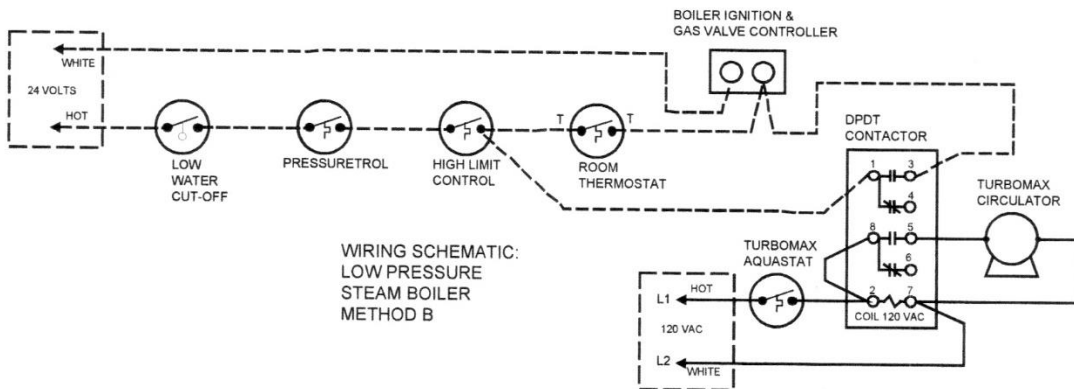 BOILER IGNITION &
GAS VALVE CONTROLLER
WHITE
24 VOLTS
HOT
LOW
WATER
CUT-OFF
PRESSURETROL
HIGH LIMIT
CONTROL
T
T
ROOM
THERMOSTAT
DPDT
CONTACTOR
1
3
4
8
5
6
2
7
COIL 120 VAC
TURBOMAX
CIRCULATOR
TURBOMAX
AQUASTAT
WIRING SCHEMATIC:
LOW PRESSURE
STEAM BOILER
METHOD B
L1
HOT
120 VAC
L2
WHITE